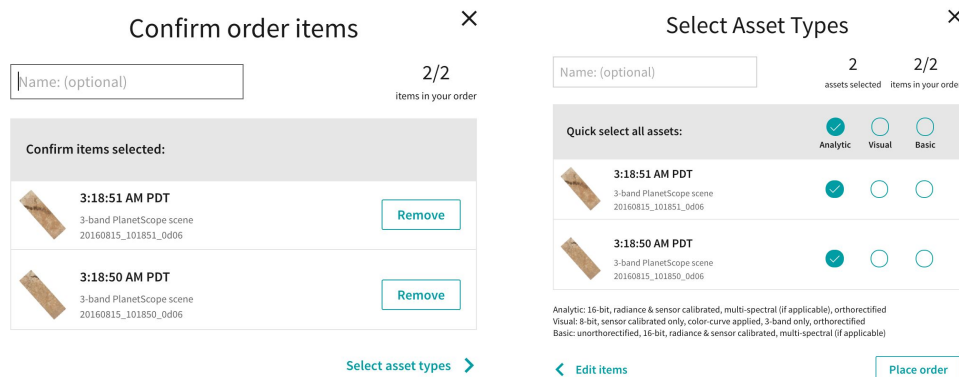 Confirm order items
Name: (optional)
2/2
items in your order
Confirm items selected:
3:18:51 AM PDT
3-band PlanetScope scene
20160815_101851_0d06
Remove
3:18:50 AM PDT
3-band PlanetScope scene
20160815_101850_0d06
Remove
Select asset types
Select Asset Types
Name: (optional)
2
assets selected
2/2
items in your orde
Quick select all assets:
Analytic
Visual
Basic
3:18:51 AM PDT
3-band PlanetScope scene
20160815_101851_0d06
3:18:50 AM PDT
3-band PlanetScope scene
20160815_101850_0d06
Analytic: 16-bit, radiance & sensor calibrated, multi-spectral (if applicable), orthorectified
Visual: 8-bit, sensor calibrated only, color-curve applied, 3-band only, orthorectified
Basic: unorthorectified, 16-bit, radiance & sensor calibrated, multi-spectral (if applicable)
Edit items
Place order